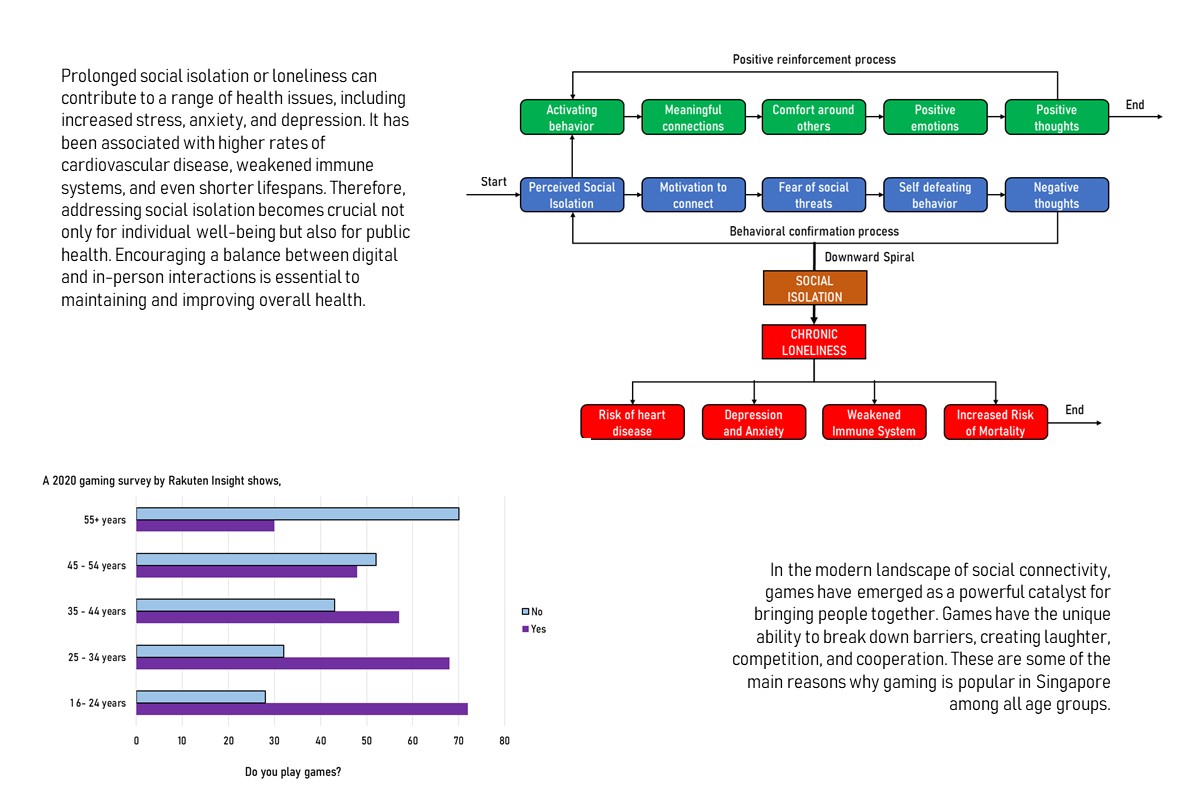 Prolonged social isolation or loneliness can
contribute to a range of health issues, including
increased stress, anxiety, and depression. It has
been associated with higher rates of
cardiovascular disease, weakened immune
systems, and even shorter lifespans. Therefore,
addressing social isolation becomes crucial not
only for individual well-being but also for public
health. Encouraging a balance between digital
and in-person interactions is essential to
maintaining and improving overall health.
Positive reinforcement process
Activating
behavior
Meaningful
connections
Comfort around
others
Positive
emotions
Positive
thoughts
End
Start
Perceived Social
Isolation
Motivation to
connect
Fear of social
threats
Self defeating
behavior
Negative
thoughts
Behavioral confirmation process
Downward Spiral
SOCIAL
ISOLATION
CHRONIC
LONELINESS
Risk of heart
disease
Depression
and Anxiety
Weakened
Immune System
Increased Risk
of Mortality
End
A 2020 gaming survey by Rakuten Insight shows,
55+ years
45 - 54 years
35 - 44 years
25 - 34 years
16- 24 years
0 10 20 30 40 50 60 70 80
Do you play games?
No
Yes
In the modern landscape of social connectivity,
games have emerged as a powerful catalyst for
bringing people together. Games have the unique
ability to break down barriers, creating laughter,
competition, and cooperation. These are some of the
main reasons why gaming is popular in Singapore
among all age groups.